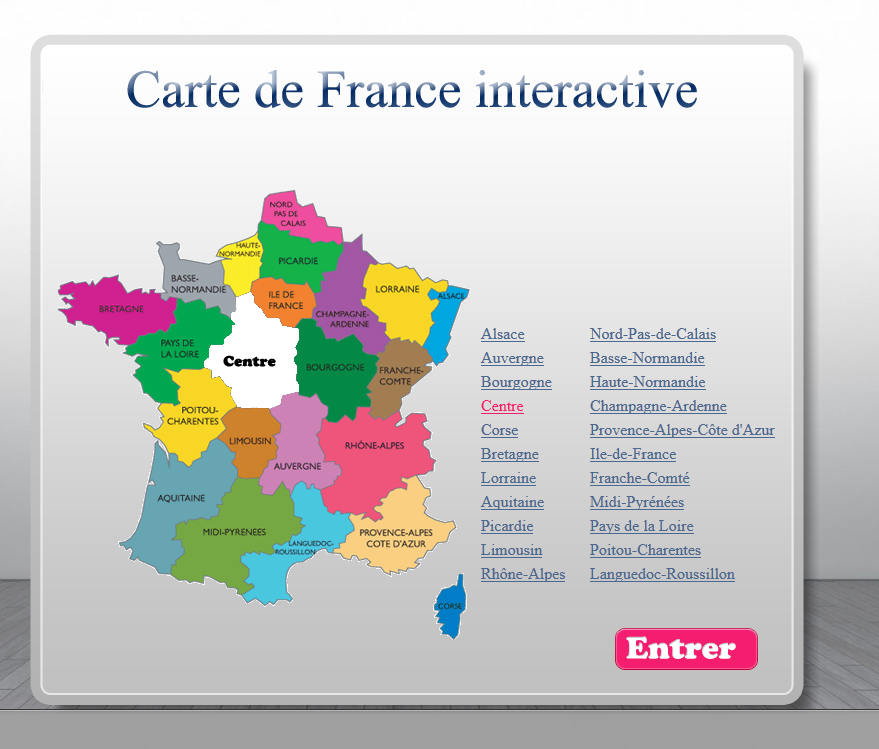 Carte de France interactive
NORD
PAS DE
CALAIS
HAUTE-
NORMANDIE
PICARDIE
BASSE-
NORMANDIE
ILE DE
FRANCE
CHAMPAGNE-
ARDENNE
LORRAINE
ALSACE
BRETAGNE
PAYS DE
LA LOIRE
Centre
BOURGOGNE
FRANCHE-
COMTE
POITOU-
CHARENTES
LIMOUSIN
AUVERGNE
RHÔNE-ALPES
AQUITAINE
MIDI-PYRENEES
LANGUEDOC-
ROUSSILLON
PROVENCE-ALPES
COTE D'AZUR
CORSE
Alsace
Auvergne
Bourgogne
Centre
Corse
Bretagne
Lorraine
Aquitaine
Picardie
Limousin
Rhône-Alpes
Nord-Pas-de-Calais
Basse-Normandie
Haute-Normandie
Champagne-Ardenne
Provence-Alpes-Côte d'Azur
Ile-de-France
Franche-Comté
Midi-Pyrénées
Pays de la Loire
Poitou-Charentes
Languedoc-Roussillon
Entrer